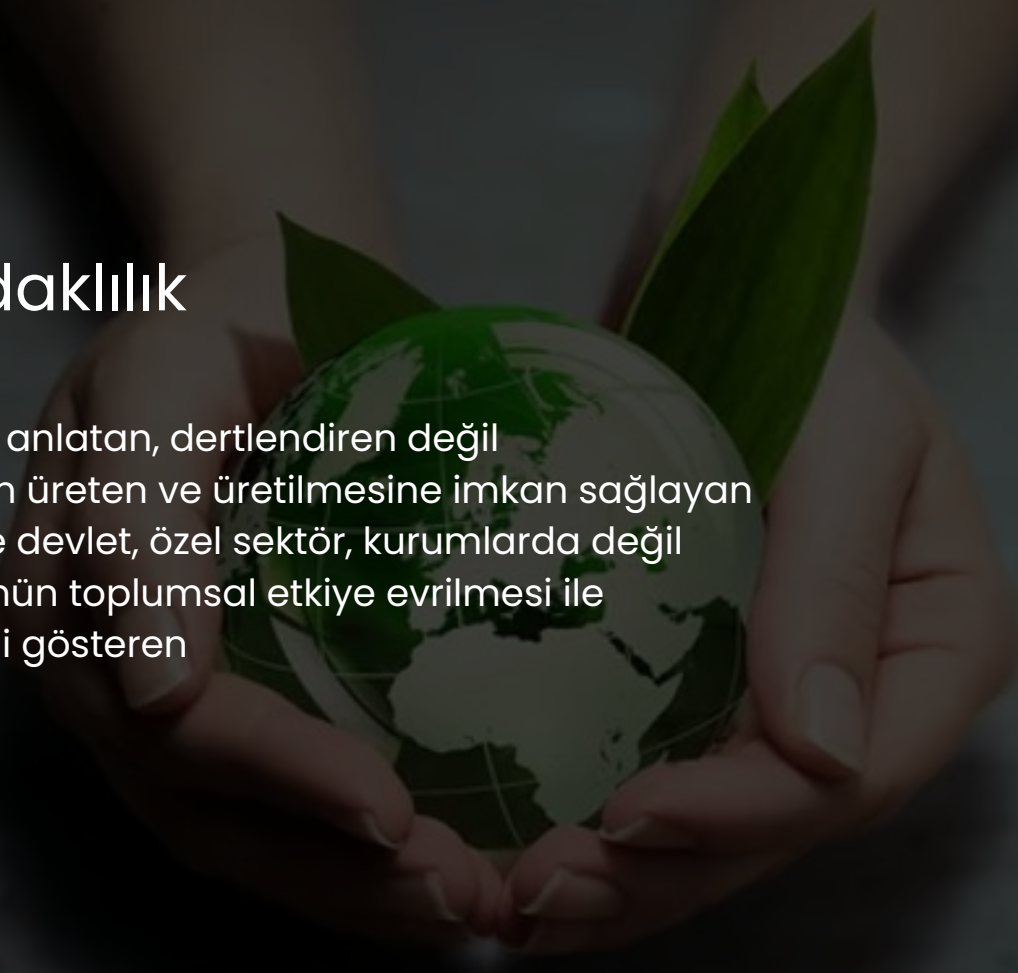 daklılık
anlatan, dertlendiren değil
n üreten ve üretilmesine imkan sağlayan
e devlet, özel sektör, kurumlarda değil
nün toplumsal etkiye evrilmesi ile
i gösteren